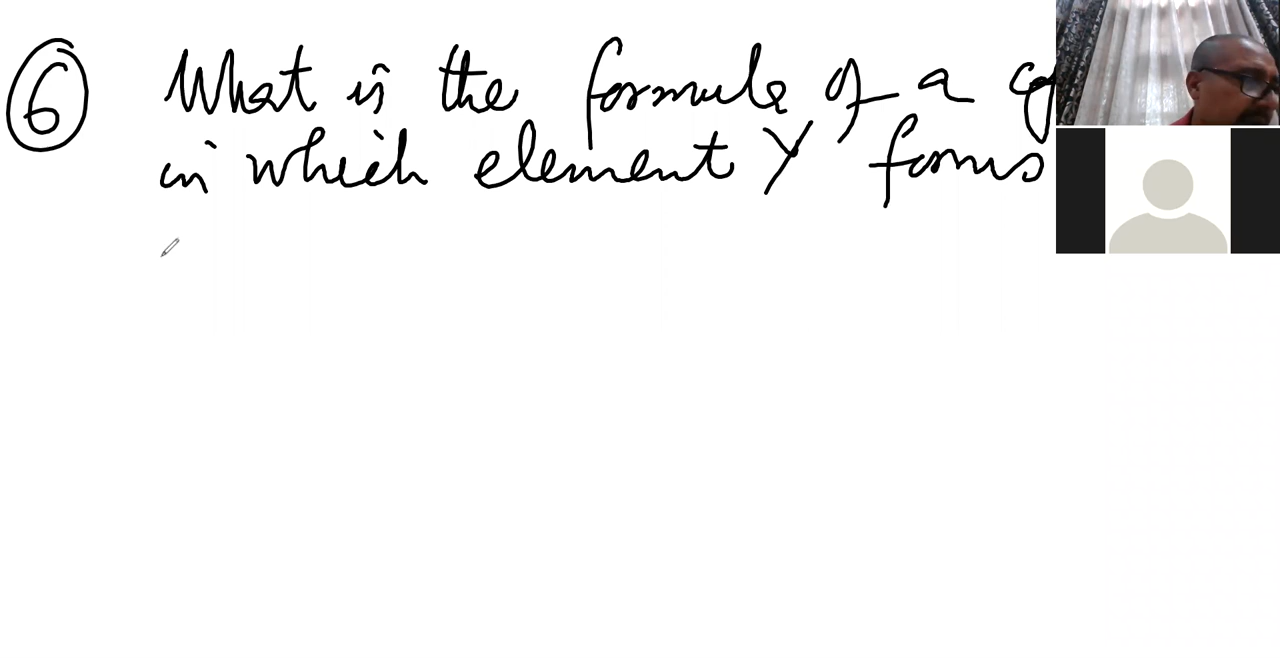 6 What is the formula of a
in which element Y forms